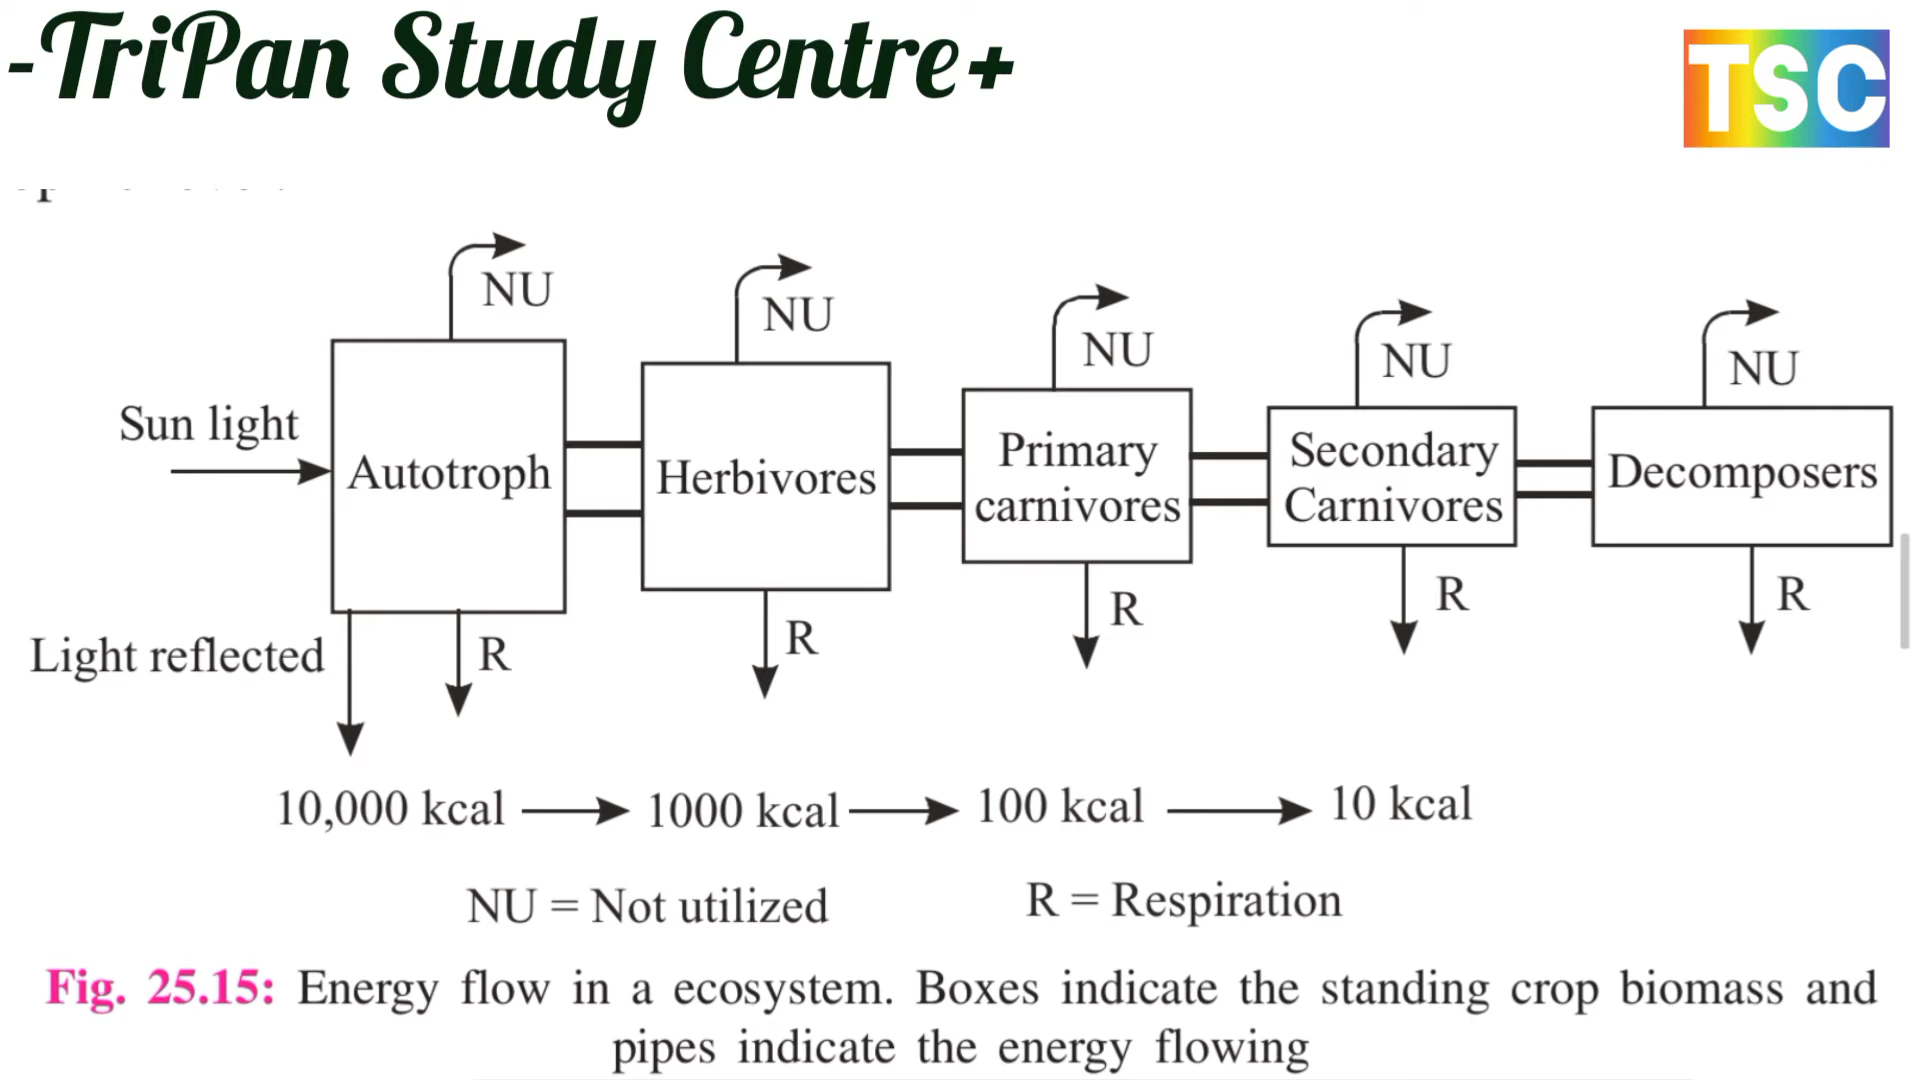 -TriPan Study Centre+
TSC
NU
NU
NU
NU
NU
Sun light
Autotroph
Herbivores
Primary
carnivores
Secondary
Carnivores
Decomposers
Light reflected
R
R
R
R
R
10,000 kcal
1000 kcal
100 kcal
10 kcal
NU = Not utilized
R = Respiration
Fig. 25.15: Energy flow in a ecosystem. Boxes indicate the standing crop biomass and
pipes indicate the energy flowing